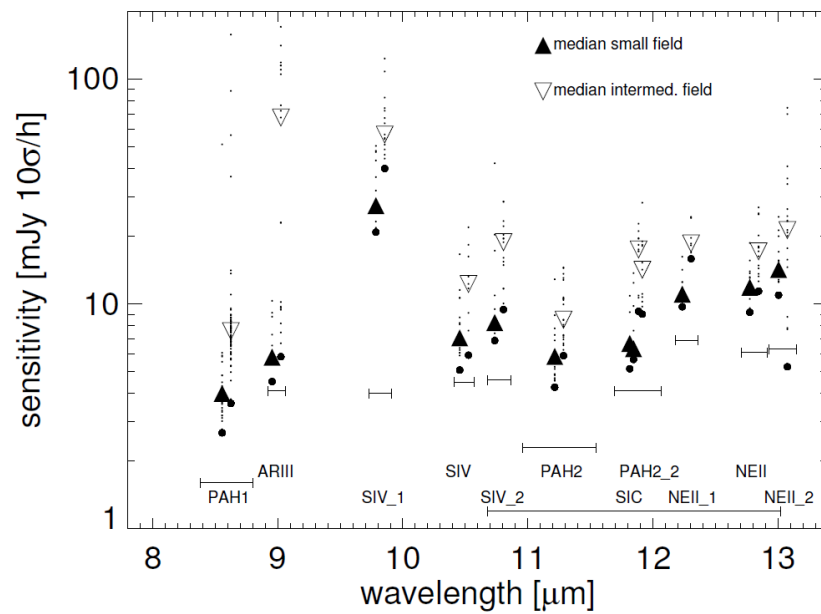 median small field
median intermed. field
sensitivity [mJy 10σ/h]
100
10
1
ARIII SIV PAH2 PAH2_2 NEII
PAH1 SIV_1 SIV_2 SIC NEII_1 NEII_2
8 9 10 11 12 13
wavelength [μm]